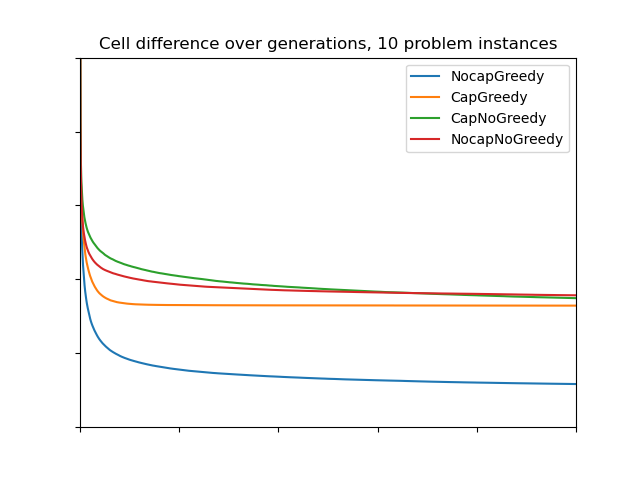 Cell difference over generations, 10 problem instances
NocapGreedy
CapGreedy
CapNoGreedy
NocapNoGreedy